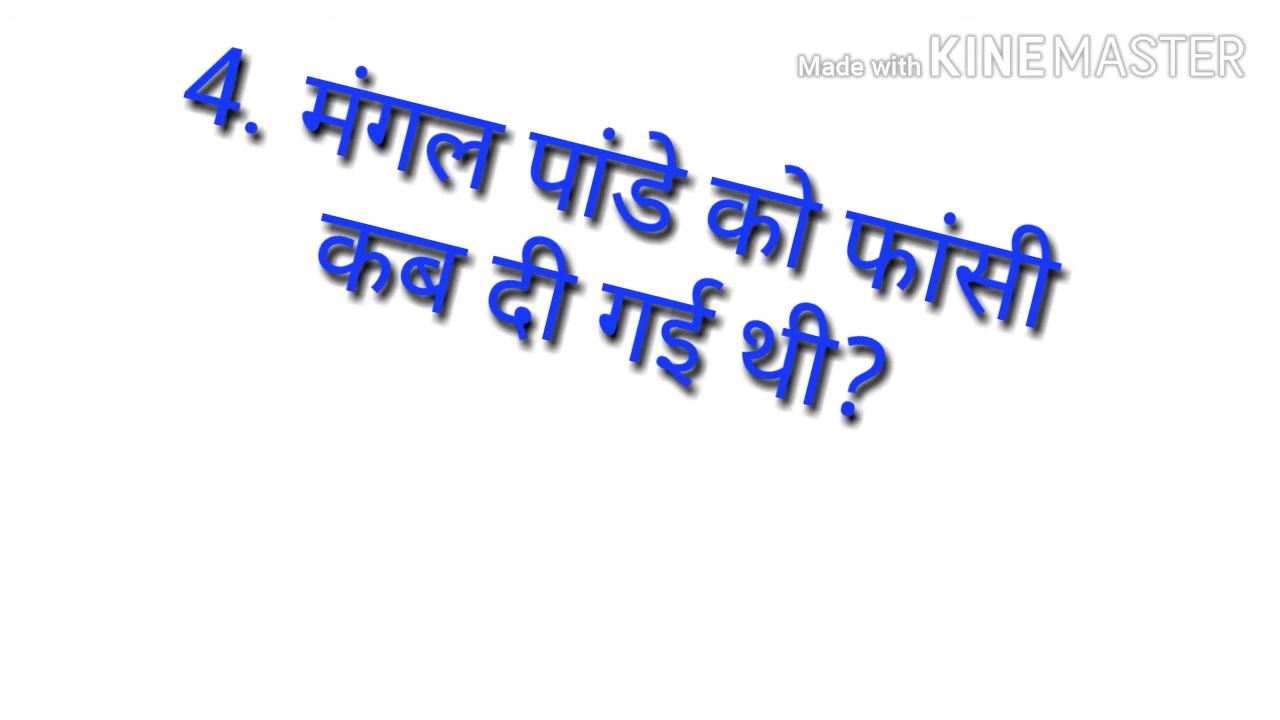 Made with KINEMASTER
4. मंगल पांडे को फांसी
कब दी गई थी?